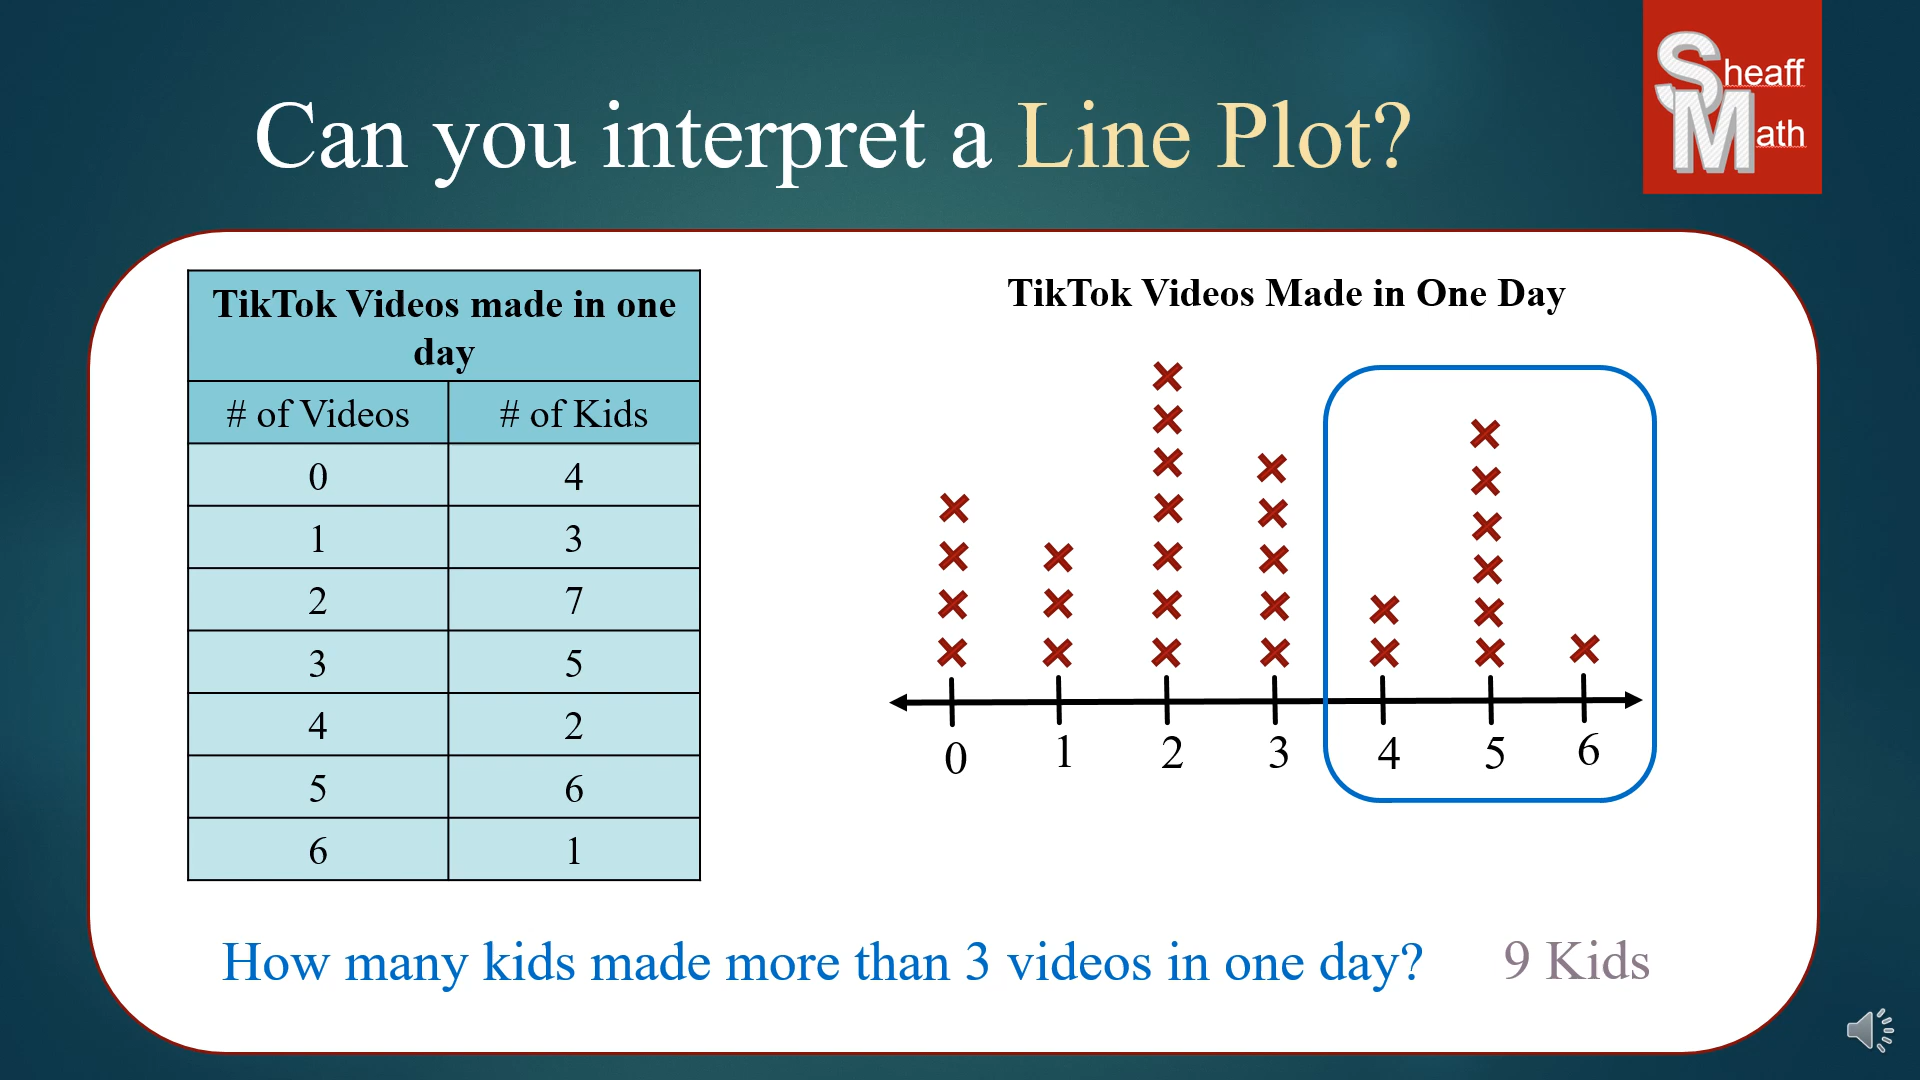 Sheaff
Math
Can you interpret a Line Plot?
TikTok Videos made in one
day
# of Videos # of Kids
0 4
1 3
2 7
3 5
4 2
5 6
6 1
TikTok Videos Made in One Day
0 1 2 3 4 5 6
How many kids made more than 3 videos in one day? 9 Kids